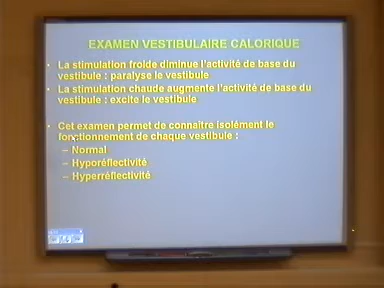 EXAMEN VESTIBULAIRE CALORIQUE
• La stimulation froide diminue l'activité de base du
vestibule : paralyse le vestibule
• La stimulation chaude augmente l'activité de base du
vestibule : excite le vestibule
• Cet examen permet de connaître isolément le
fonctionnement de chaque vestibule :
– Normal
– Hyporéflectivité
– Hyperréflectivité